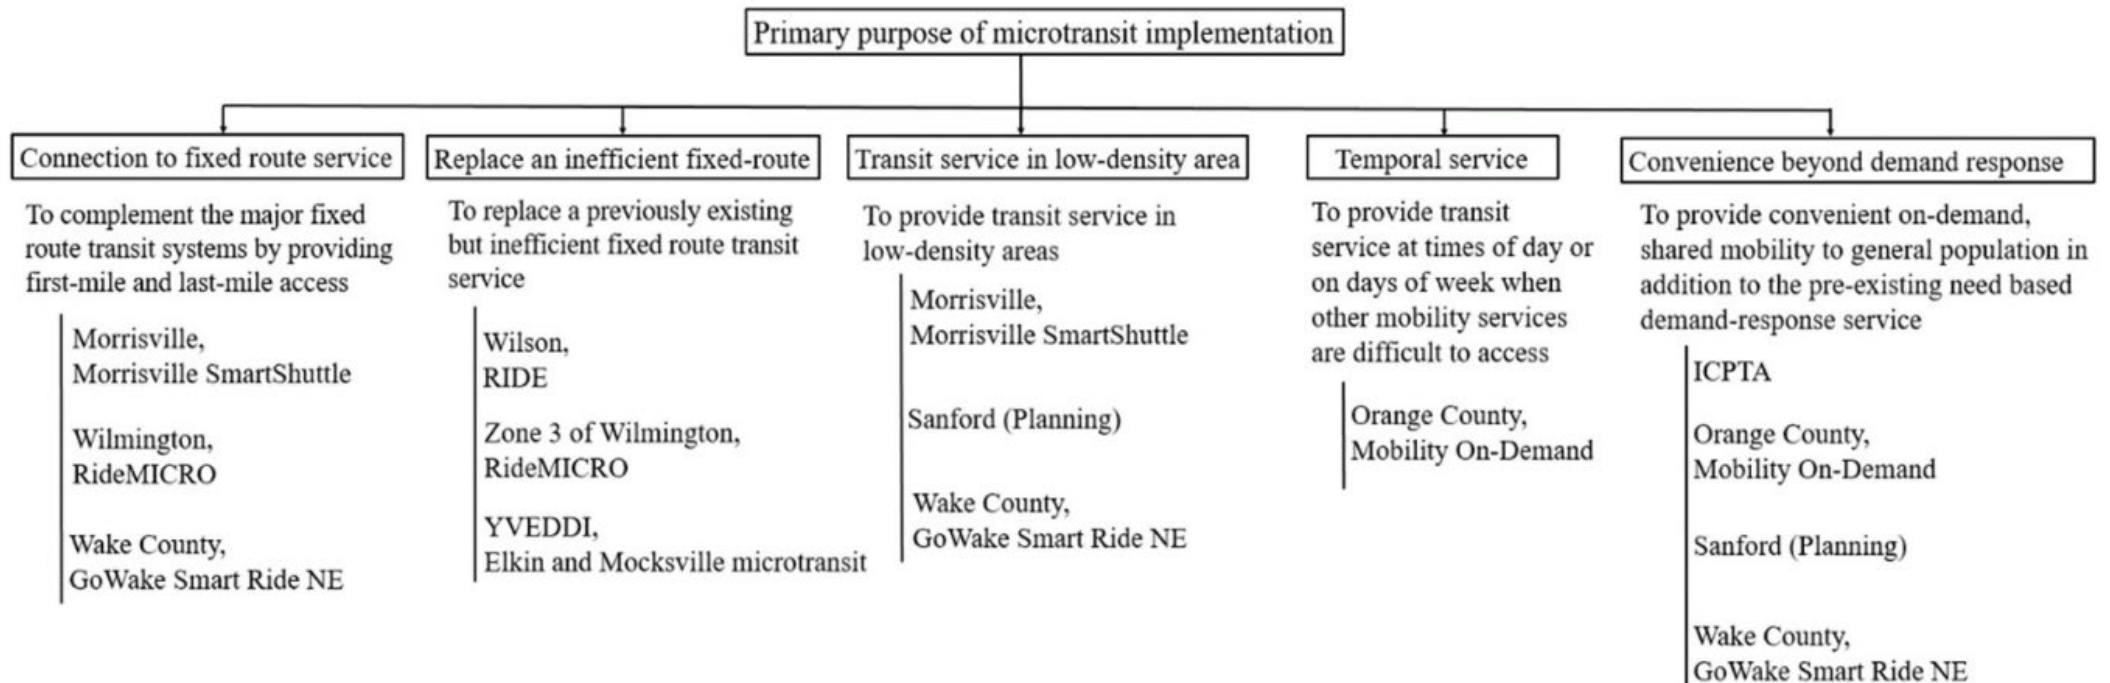 Primary purpose of microtransit implementation
Connection to fixed route service
To complement the major fixed
route transit systems by providing
first-mile and last-mile access
Morrisville,
Morrisville SmartShuttle
Wilmington,
RideMICRO
Wake County,
GoWake Smart Ride NE
Replace an inefficient fixed-route
To replace a previously existing
but inefficient fixed route transit
service
Wilson,
RIDE
Zone 3 of Wilmington,
RideMICRO
YVEDDI,
Elkin and Mocksville microtransit
Transit service in low-density area
To provide transit service in
low-density areas
Morrisville,
Morrisville SmartShuttle
Sanford (Planning)
Wake County,
GoWake Smart Ride NE
Temporal service
To provide transit
service at times of day or
on days of week when
other mobility services
are difficult to access
Orange County,
Mobility On-Demand
Convenience beyond demand response
To provide convenient on-demand,
shared mobility to general population in
addition to the pre-existing need based
demand-response service
ICPTA
Orange County,
Mobility On-Demand
Sanford (Planning)
Wake County,
GoWake Smart Ride NE